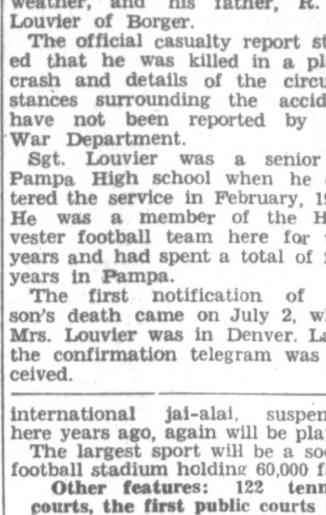 weather, and his father, R.
Louvier of Borger.
The official casualty report st
ed that he was killed in a pl
crash and details of the circu
stances surrounding the accid
have not been reported by
War Department.
Sgt. Louvier was a senior
Pampa High school when he
tered the service in February, 19
He was a member of the H
vester football team here for
years and had spent a total of
years in Pampa.
The first notification of
son's death came on July 2, w
Mrs. Louvier was in Denver. La
the confirmation telegram was
ceived.
international jai-alai, suspen
here years ago, again will be pla
The largest sport will be a soc
football stadium holding 60,000 f
Other features: 122 tenn
courts, the first public courts